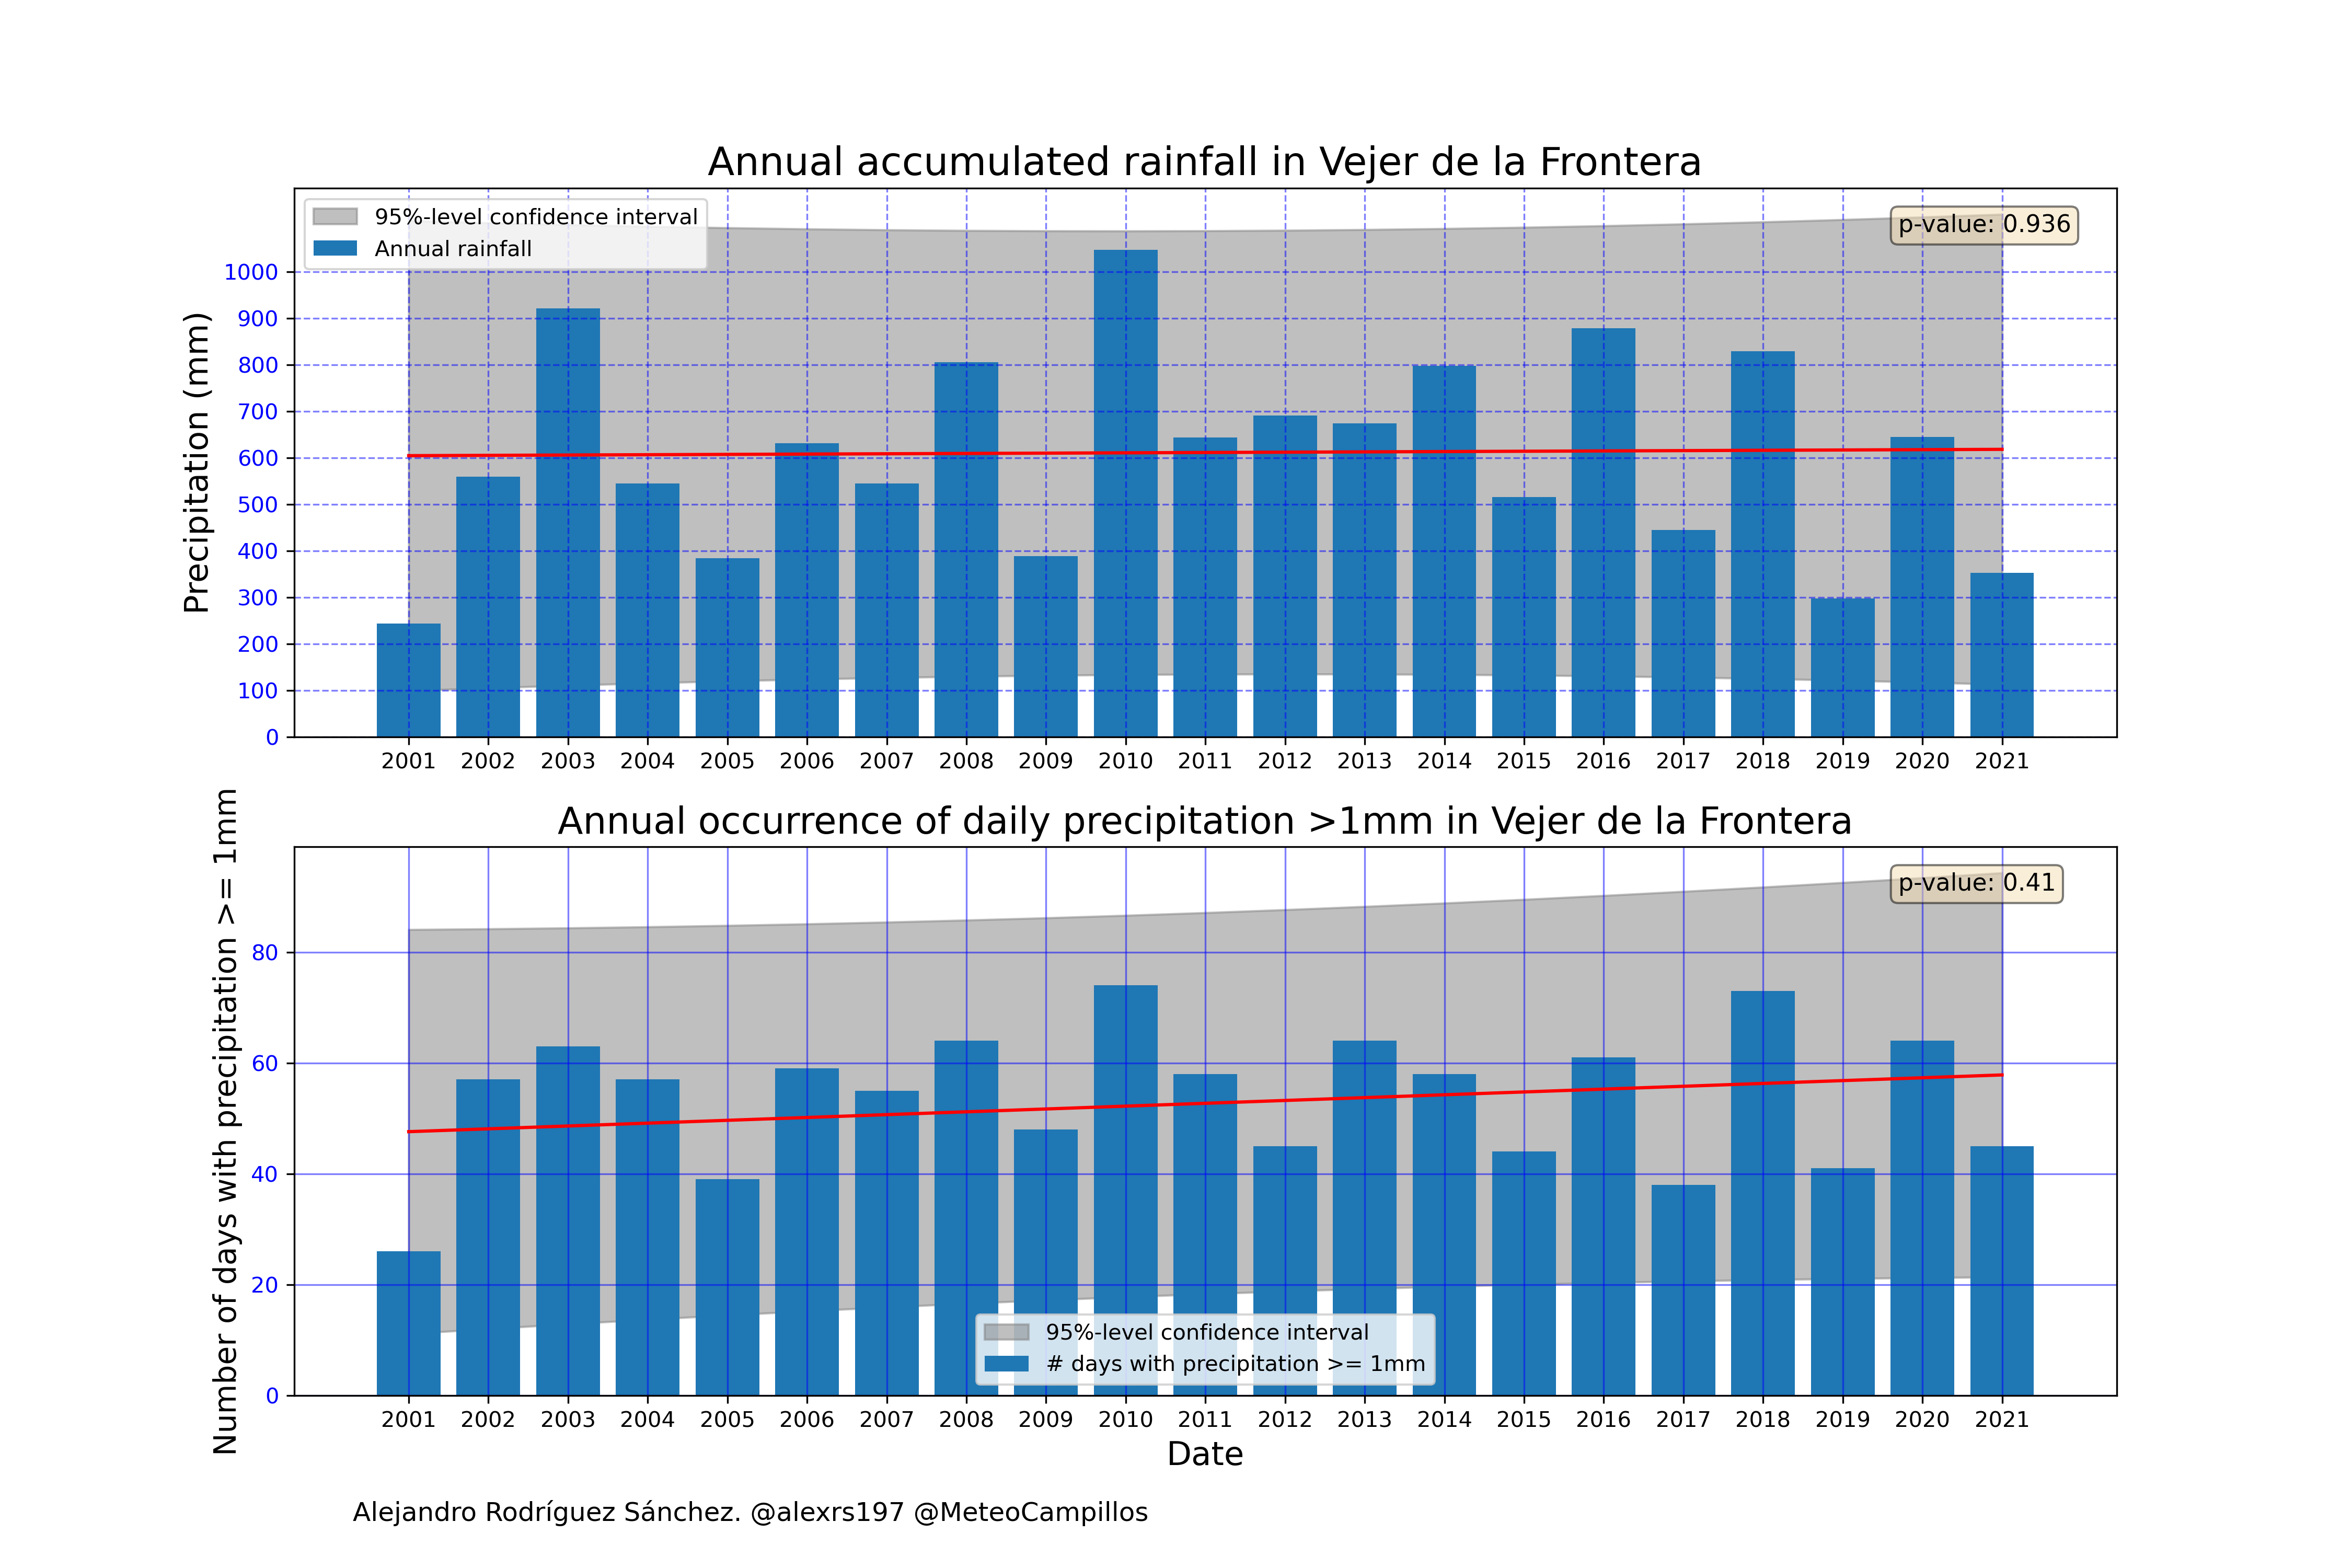 Annual accumulated rainfall in Vejer de la Frontera
95%-level confidence interval
Annual rainfall
p-value: 0.936
Precipitation (mm)
1000
900
800
700
600
500
400
300
200
100
0
2001 2002 2003 2004 2005 2006 2007 2008 2009 2010 2011 2012 2013 2014 2015 2016 2017 2018 2019 2020 2021
Annual occurrence of daily precipitation >1mm in Vejer de la Frontera
p-value: 0.41
Number of days with precipitation >= 1mm
80
60
40
20
0
95%-level confidence interval
# days with precipitation >= 1mm
2001 2002 2003 2004 2005 2006 2007 2008 2009 2010 2011 2012 2013 2014 2015 2016 2017 2018 2019 2020 2021
Date
Alejandro Rodríguez Sánchez. @alexrs197 @MeteoCampillos